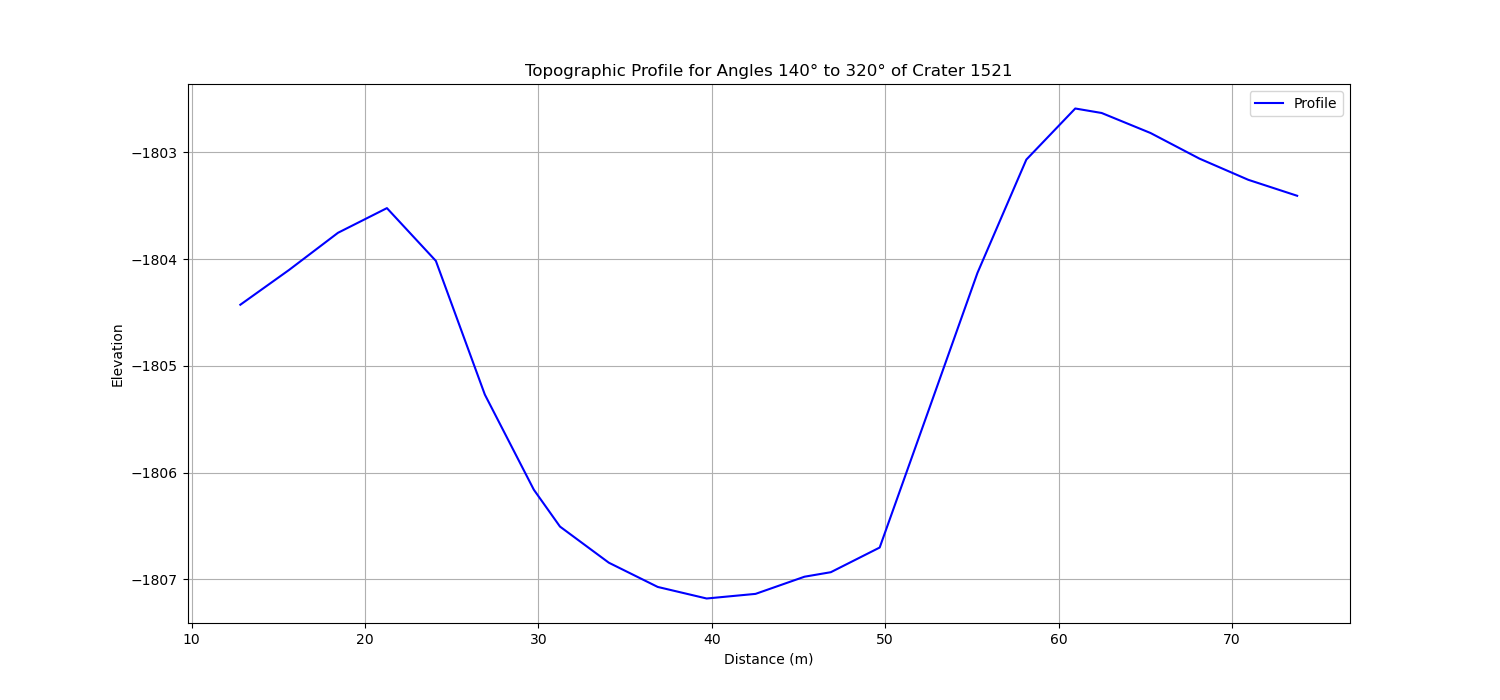 Topographic Profile for Angles 140° to 320° of Crater 1521
Profile
−1803
−1804
−1805
−1806
−1807
Elevation
10 20 30 40 50 60 70
Distance (m)